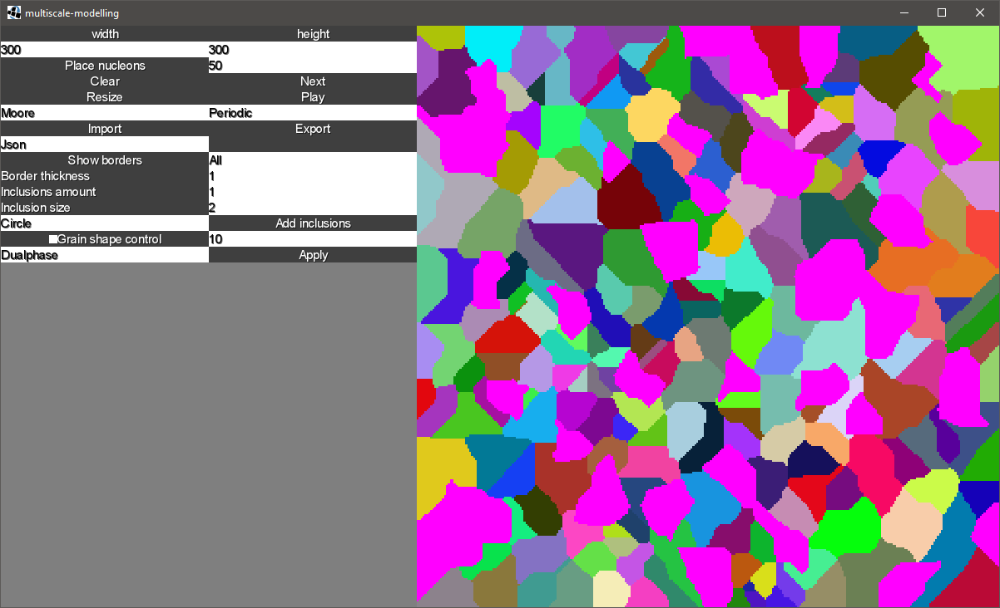 multiscale-modelling
width height
300 300
Place nucleons 50
Clear Next
Resize Play
Moore Periodic
Import Export
Json
Show borders All
Border thickness 1
Inclusions amount 1
Inclusion size 2
Circle Add inclusions
Grain shape control 10
Dualphase Apply